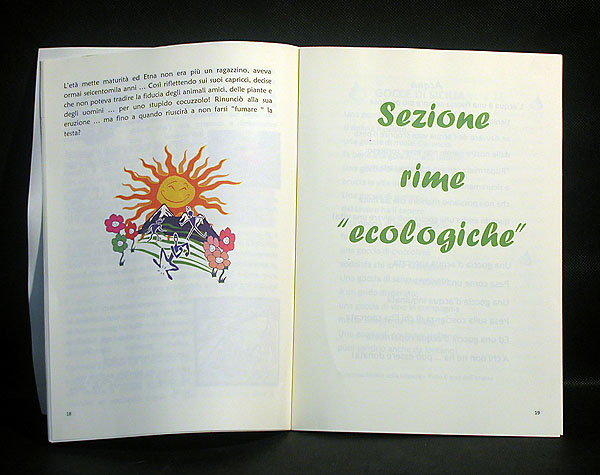 L'età mette maturità ed Etna non era più un ragazzino, aveva
ormai seicentomila anni ... Così riflettendo sui suoi capricci, decise
che non poteva tradire la fiducia degli animali amici, delle piante e
degli uomini ... per uno stupido cocuzzolo! Rinunciò alla sua
eruzione ... ma fino a quando riuscirà a non farsi "fumare " la
testa?
18
Sezione
rime
"ecologiche"
19